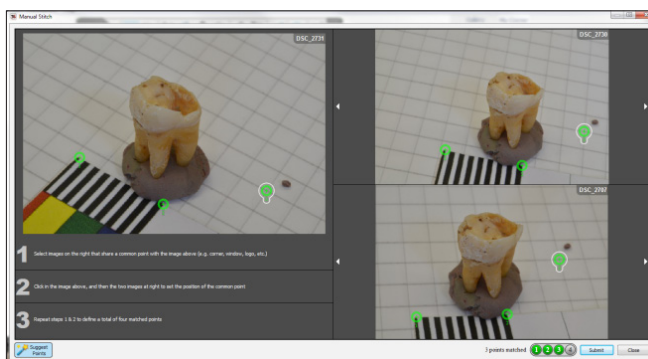 Manual Stitch
DSC_2731
DSC_2730
1 Select images on the right that share a common point with the image above (e.g. corner, window, logo, etc.)
2 Click in the image above, and then the two images at right to set the position of the common point
3 Repeat steps 1 & 2 to define a total of four matched points
Suggest
Points
3 points matched
1 2 3 4
Submit
Close